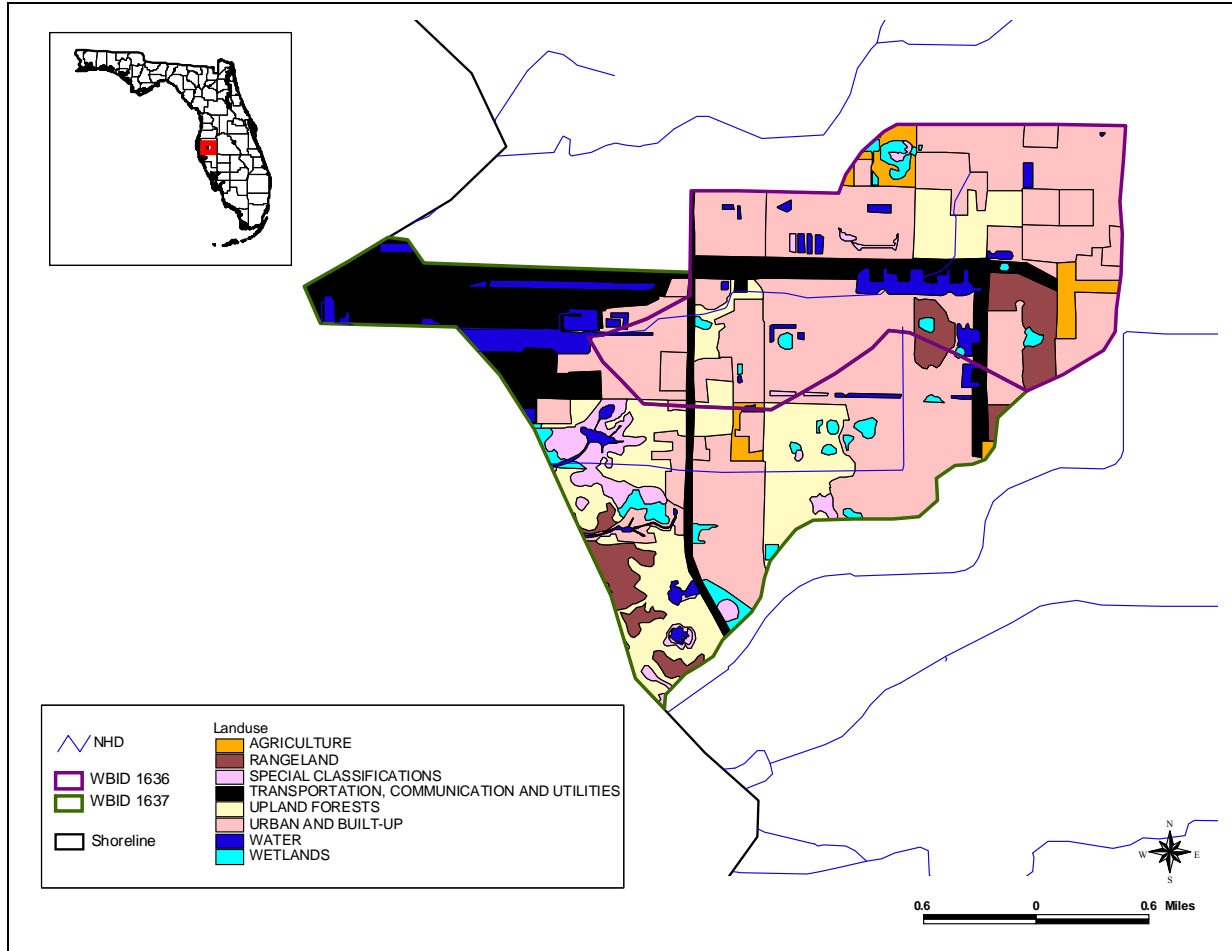 NHD
WBID 1636
WBID 1637
Shoreline
Landuse
AGRICULTURE
RANGELAND
SPECIAL CLASSIFICATIONS
TRANSPORTATION, COMMUNICATION AND UTILITIES
UPLAND FORESTS
URBAN AND BUILT-UP
WATER
WETLANDS
N
W E
S
0.6 0 0.6 Miles